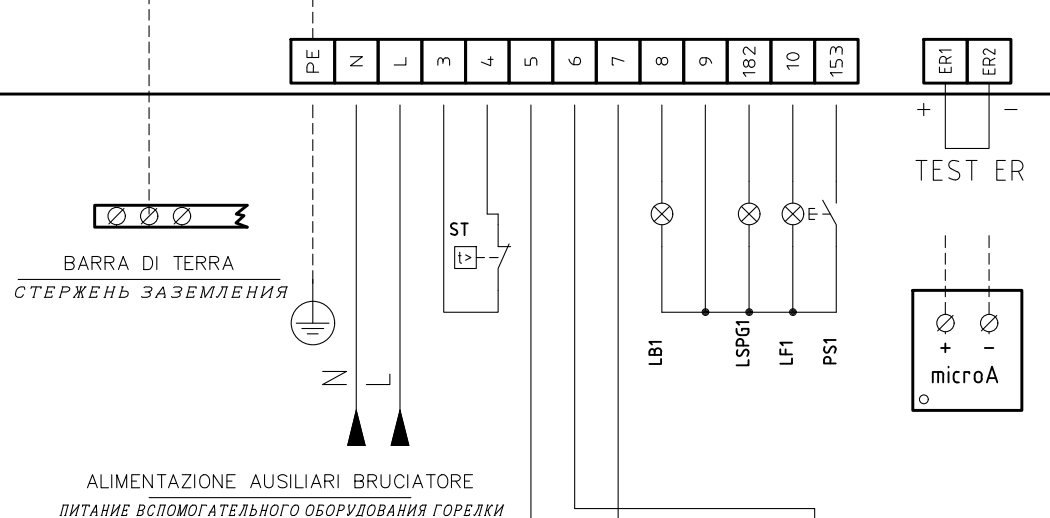 PE N L 3 4 5 6 7 8 9 182 10 153 ER1 ER2
+ −
TEST ER
ST
t>
E
BARRA DI TERRA
СТЕРЖЕНЬ ЗАЗЕМЛЕНИЯ
LB1 LSPG1 LF1 PS1
+ −
microA
N L
ALIMENTAZIONE AUSILIARI BRUCIATORE
ПИТАНИЕ ВСПОМОГАТЕЛЬНОГО ОБОРУДОВАНИЯ ГОРЕЛКИ